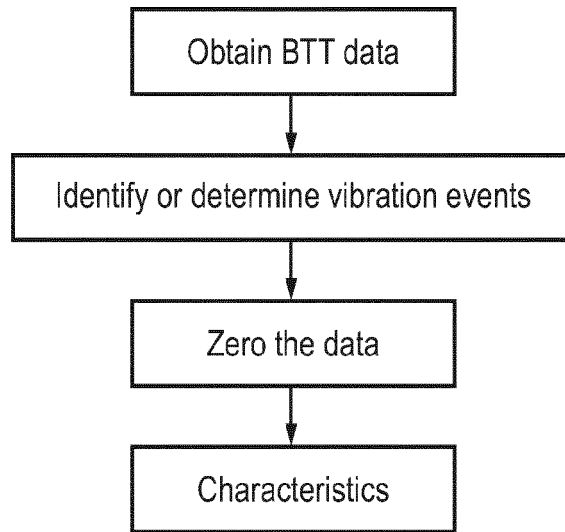 Obtain BTT data
Identify or determine vibration events
Zero the data
Characteristics